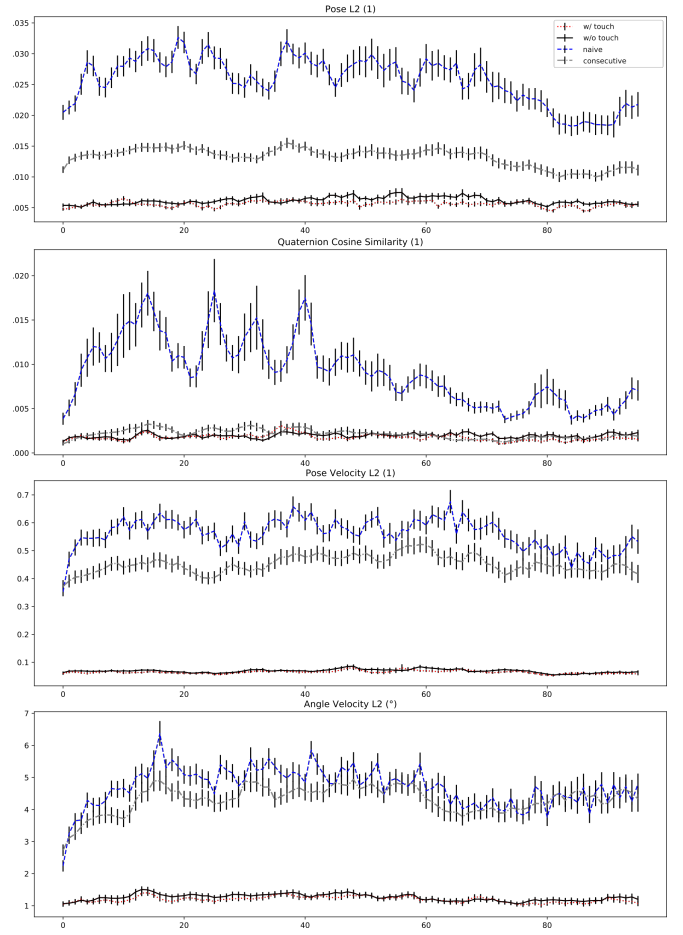 Pose L2 (1)
.035
.030
.025
.020
.015
.010
.005
w/ touch
w/o touch
naive
consecutive
0 20 40 60 80
Quaternion Cosine Similarity (1)
.020
.015
.010
.005
.000
0 20 40 60 80
Pose Velocity L2 (1)
0.7
0.6
0.5
0.4
0.3
0.2
0.1
0 20 40 60 80
Angle Velocity L2 (°)
7
6
5
4
3
2
1
0 20 40 60 80